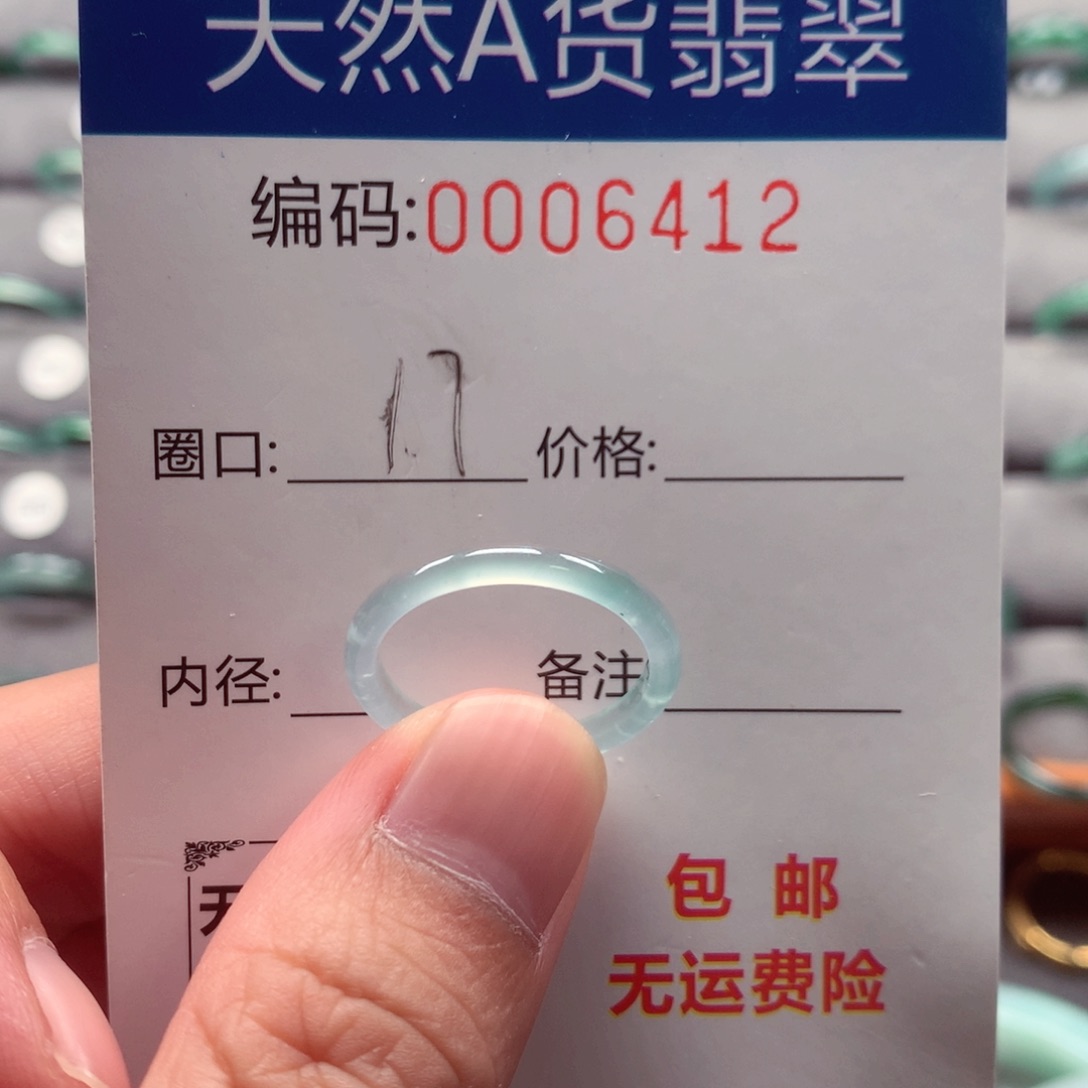 天然A货翡翠
编码:0006412
圈口: 17 价格:
内径: 备注
包 邮
无运费险